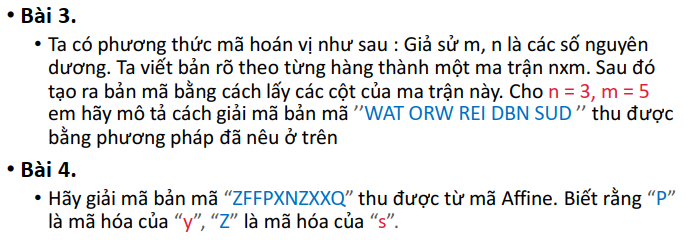 • Bài 3.
• Ta có phương thức mã hoán vị như sau : Giả sử m, n là các số nguyên
dương. Ta viết bản rõ theo từng hàng thành một ma trận nxm. Sau đó
tạo ra bản mã bằng cách lấy các cột của ma trận này. Cho n = 3, m = 5
em hãy mô tả cách giải mã bản mã ’’WAT ORW REI DBN SUD ’’ thu được
bằng phương pháp đã nêu ở trên
• Bài 4.
• Hãy giải mã bản mã “ZFFPXNZXXQ” thu được từ mã Affine. Biết rằng “P”
là mã hóa của “y”, “Z” là mã hóa của “s”.